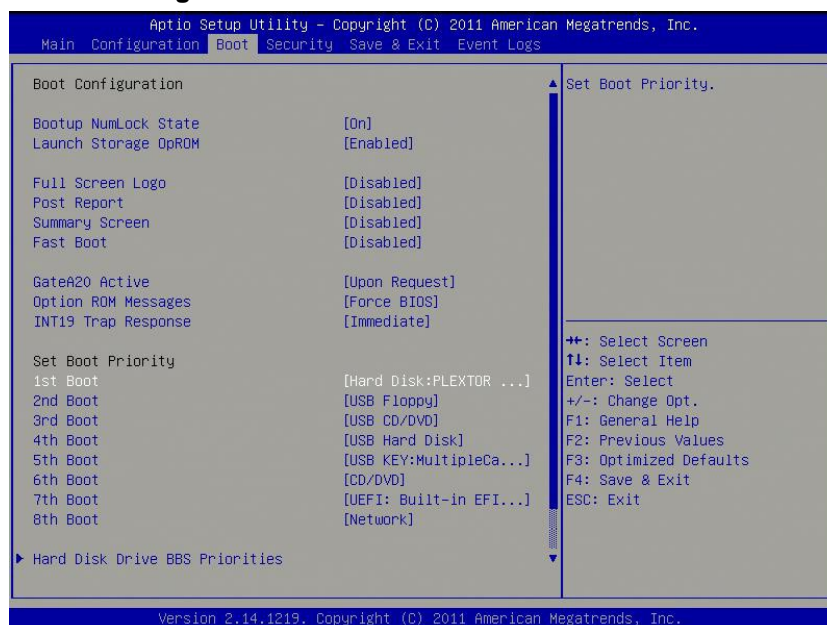 Aptio Setup Utility – Copyright (C) 2011 American Megatrends, Inc.
Main Configuration Boot Security Save & Exit Event Logs
Boot Configuration
Bootup NumLock State [On]
Launch Storage OpROM [Enabled]
Full Screen Logo [Disabled]
Post Report [Disabled]
Summary Screen [Disabled]
Fast Boot [Disabled]
GateA20 Active [Upon Request]
Option ROM Messages [Force BIOS]
INT19 Trap Response [Immediate]
Set Boot Priority
1st Boot [Hard Disk:PLEXTOR ...]
2nd Boot [USB Floppy]
3rd Boot [USB CD/DVD]
4th Boot [USB Hard Disk]
5th Boot [USB KEY:MultipleCa...]
6th Boot [CD/DVD]
7th Boot [UEFI: Built-in EFI...]
8th Boot [Network]
Hard Disk Drive BBS Priorities
Set Boot Priority.
→←: Select Screen
↑↓: Select Item
Enter: Select
+/-: Change Opt.
F1: General Help
F2: Previous Values
F3: Optimized Defaults
F4: Save & Exit
ESC: Exit
Version 2.14.1219. Copyright (C) 2011 American Megatrends, Inc.